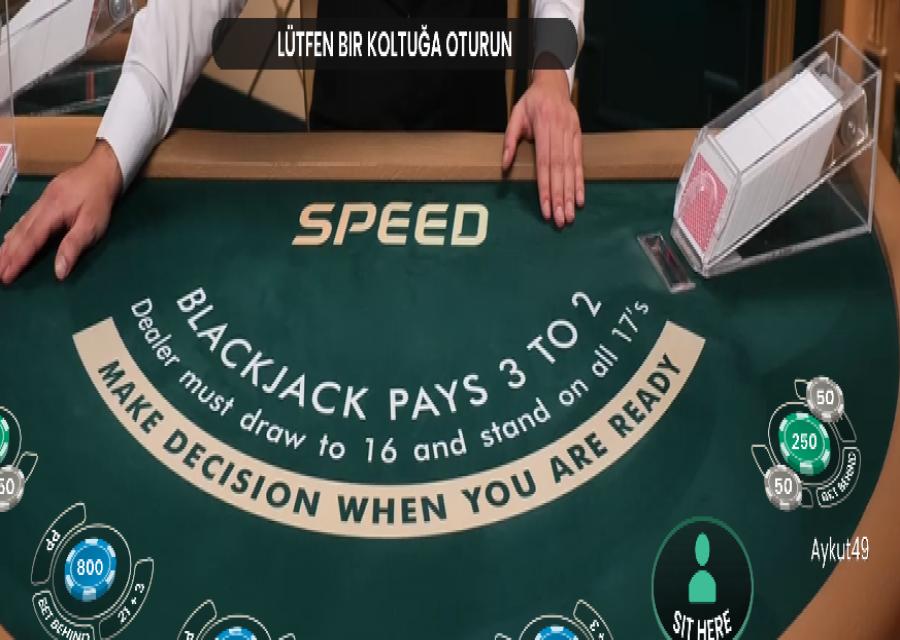 LÜTFEN BIR KOLTUĞA OTURUN
SPEED
BLACKJACK PAYS 3 TO 2
Dealer must draw to 16 and stand on all 17's
MAKE DECISION WHEN YOU ARE READY
50
250
50
BET BEHIND
50
PP
800
21 + 3
BET BEHIND
Aykut49
SIT HERE